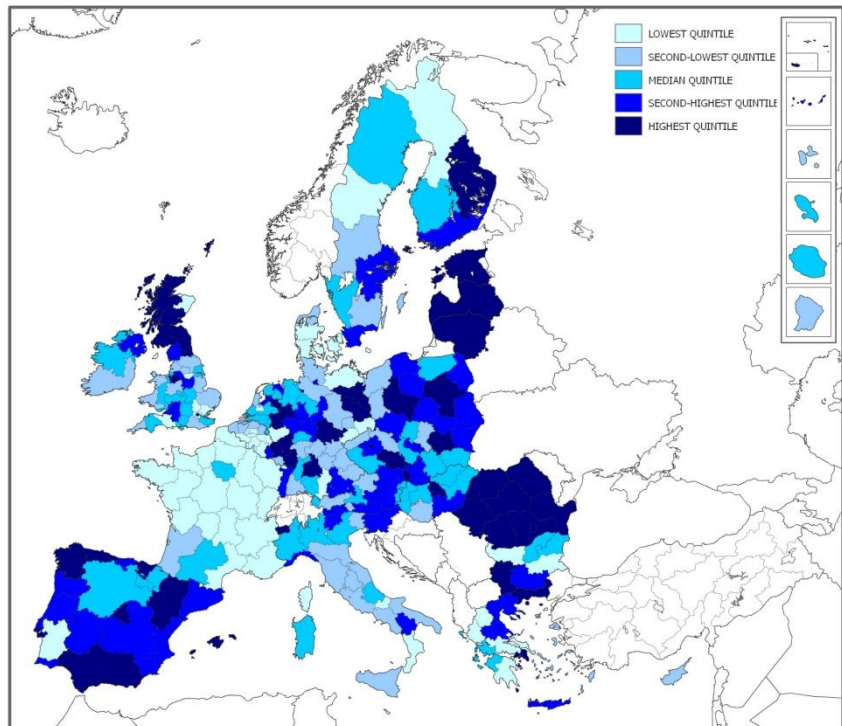 LOWEST QUINTILE
SECOND-LOWEST QUINTILE
MEDIAN QUINTILE
SECOND-HIGHEST QUINTILE
HIGHEST QUINTILE